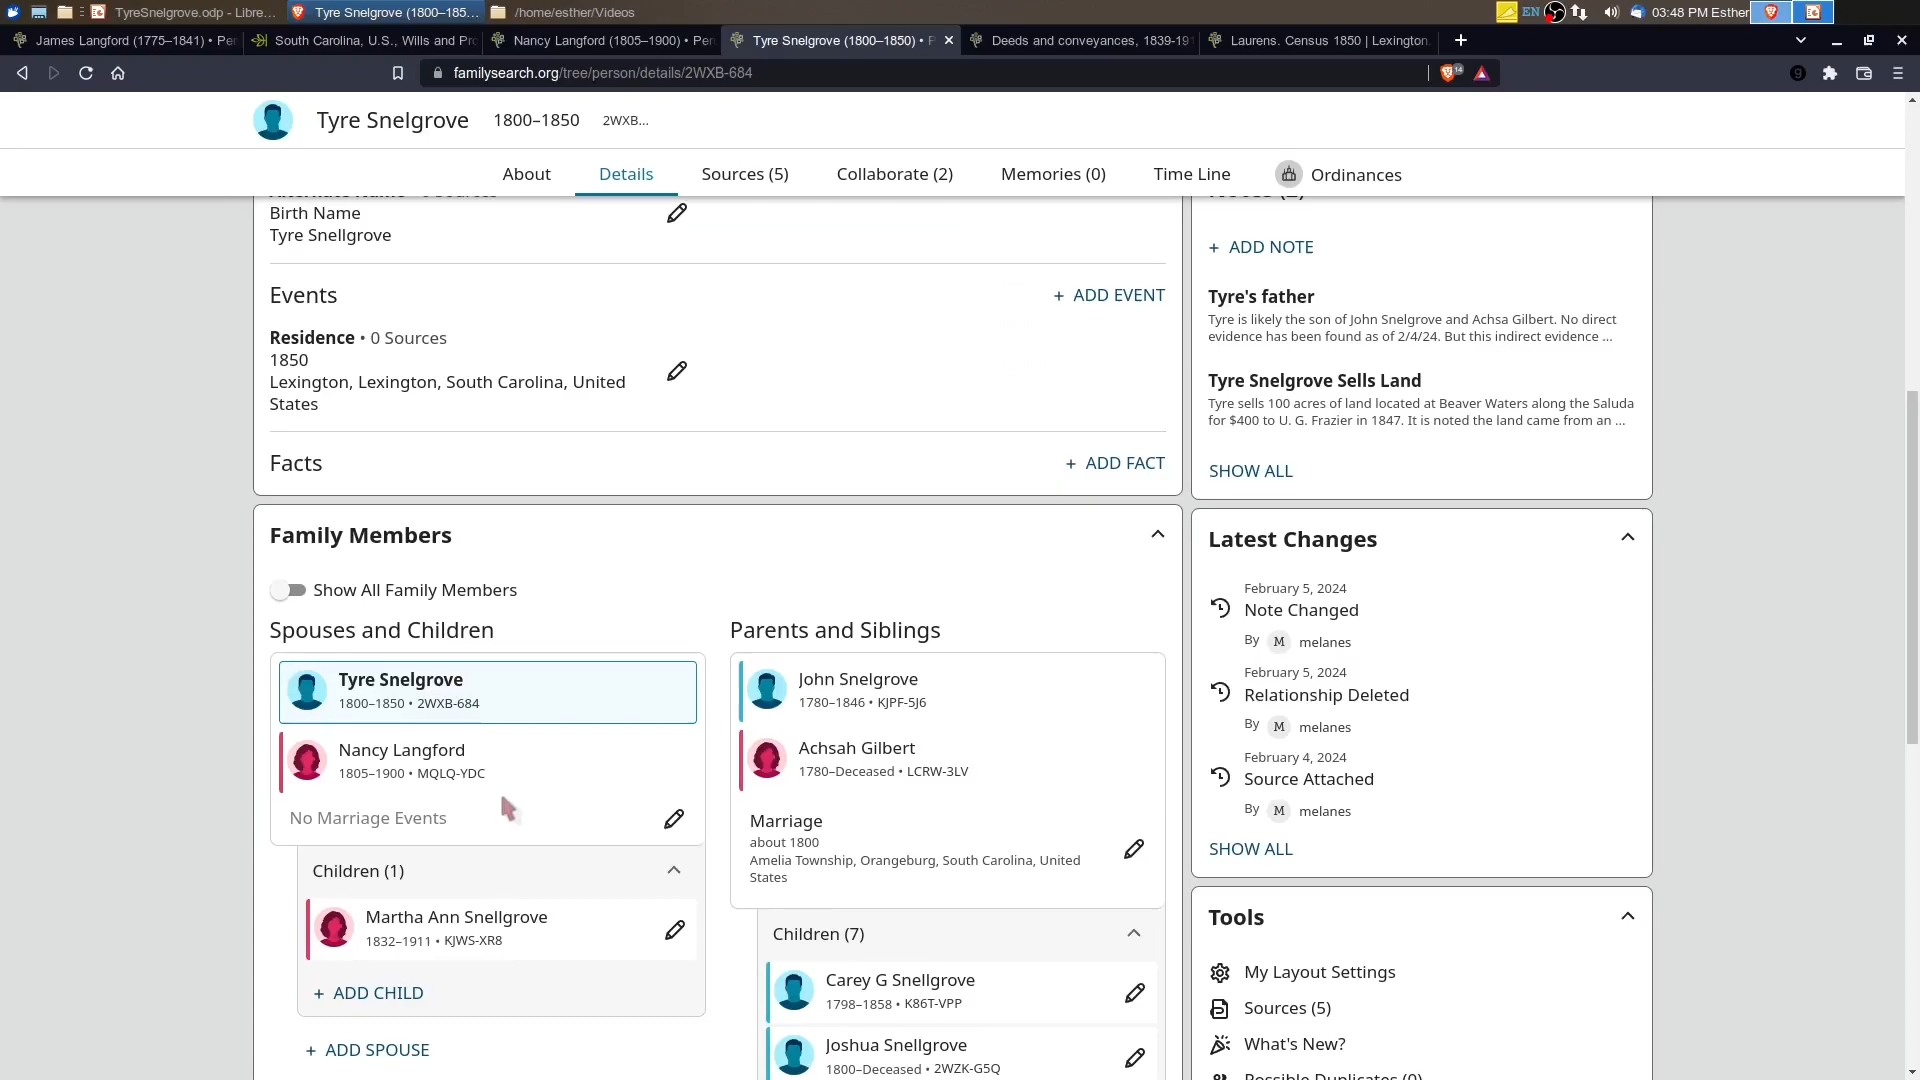 TyreSnelgrove.odp - Libre...
Tyre Snelgrove (1800–185...
/home/esther/Videos
EN
03:48 PM Esther
James Langford (1775–1841) • Per
South Carolina, U.S., Wills and Pro
Nancy Langford (1805–1900) • Per
Tyre Snelgrove (1800–1850) • P
Deeds and conveyances, 1839-19
Laurens. Census 1850 | Lexington
familysearch.org/tree/person/details/2WXB-684
14
Tyre Snelgrove
1800–1850
2WXB...
About
Details
Sources (5)
Collaborate (2)
Memories (0)
Time Line
Ordinances
Birth Name
Tyre Snellgrove
Events
+ ADD EVENT
Residence • 0 Sources
1850
Lexington, Lexington, South Carolina, United
States
Facts
+ ADD FACT
Family Members
Show All Family Members
Spouses and Children
Tyre Snelgrove
1800–1850 • 2WXB-684
Nancy Langford
1805–1900 • MQLQ-YDC
No Marriage Events
Children (1)
Martha Ann Snellgrove
1832–1911 • KJWS-XR8
+ ADD CHILD
+ ADD SPOUSE
Parents and Siblings
John Snelgrove
1780–1846 • KJPF-5J6
Achsah Gilbert
1780–Deceased • LCRW-3LV
Marriage
about 1800
Amelia Township, Orangeburg, South Carolina, United
States
Children (7)
Carey G Snellgrove
1798–1858 • K86T-VPP
Joshua Snellgrove
1800–Deceased • 2WZK-G5Q
+ ADD NOTE
Tyre's father
Tyre is likely the son of John Snelgrove and Achsa Gilbert. No direct
evidence has been found as of 2/4/24. But this indirect evidence ...
Tyre Snelgrove Sells Land
Tyre sells 100 acres of land located at Beaver Waters along the Saluda
for $400 to U. G. Frazier in 1847. It is noted the land came from an ...
SHOW ALL
Latest Changes
February 5, 2024
Note Changed
By M melanes
February 5, 2024
Relationship Deleted
By M melanes
February 4, 2024
Source Attached
By M melanes
SHOW ALL
Tools
My Layout Settings
Sources (5)
What's New?
Possible Duplicates (0)